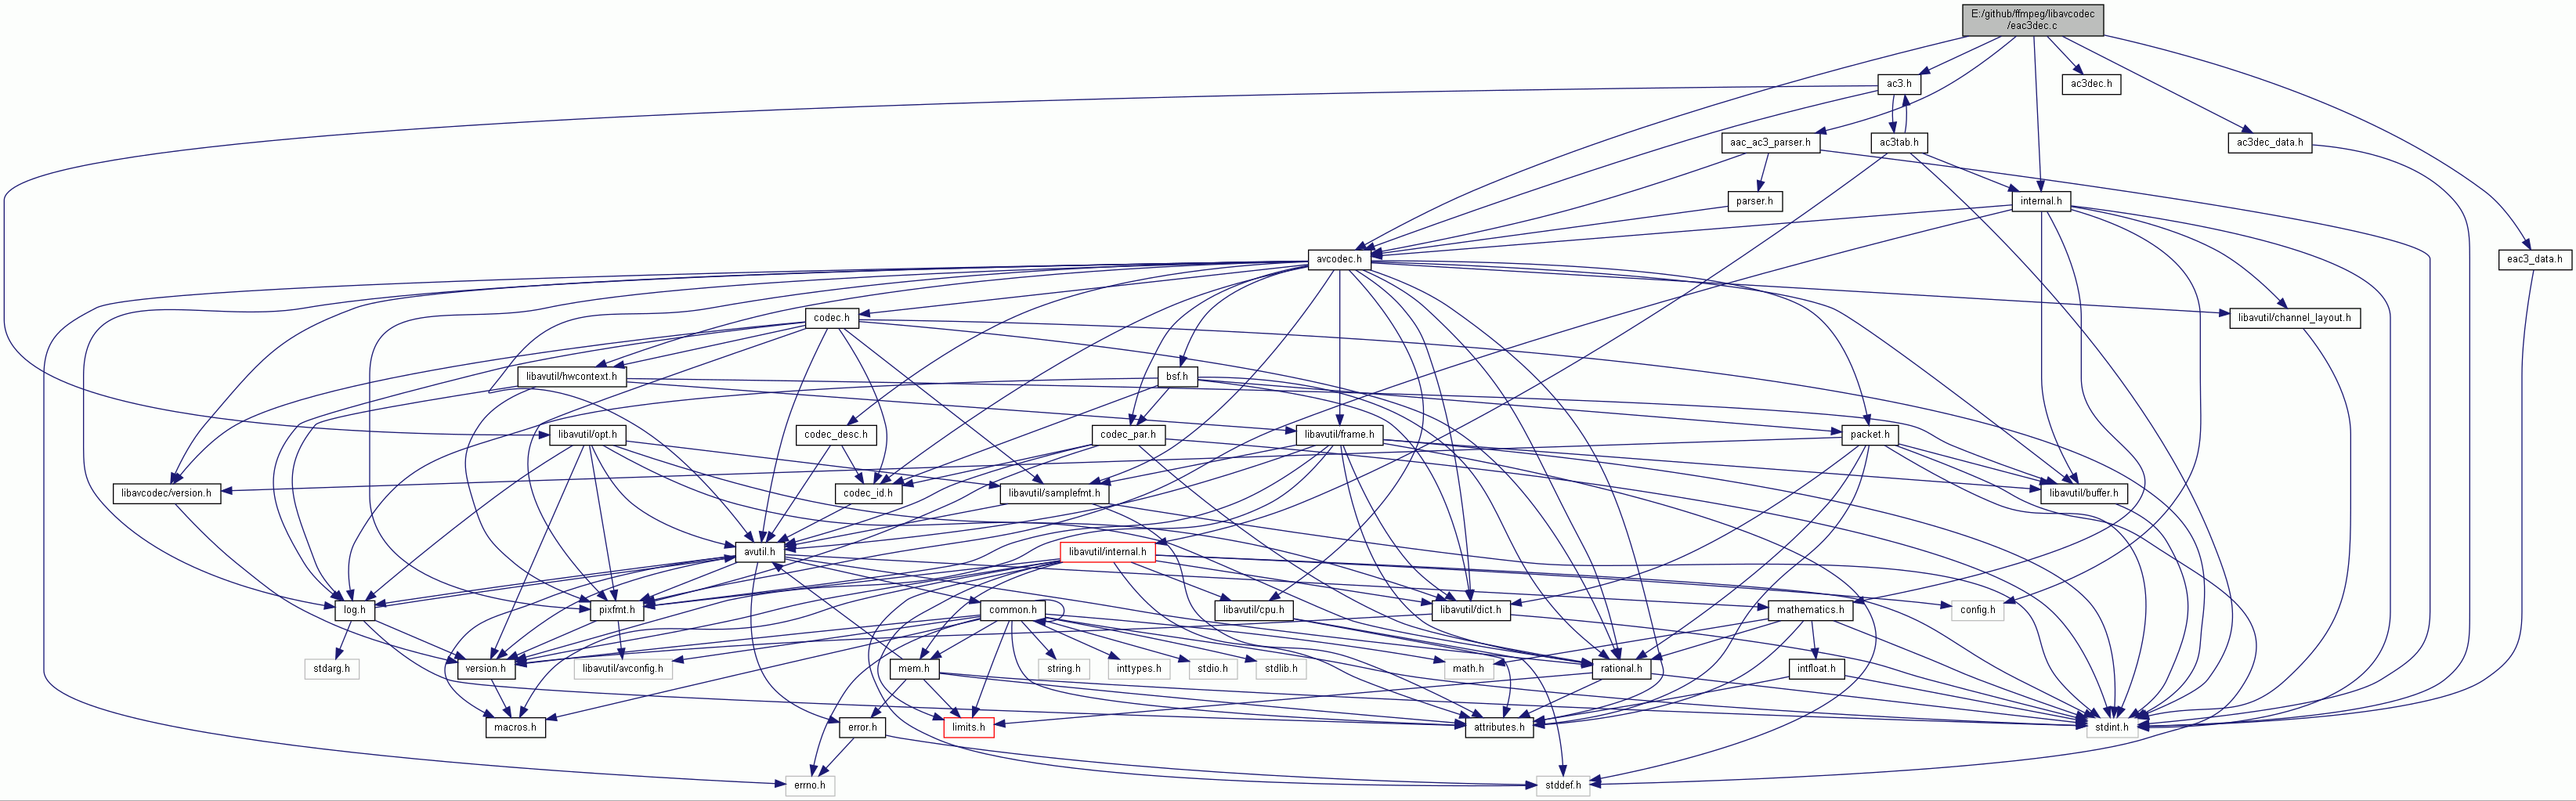 E:/github/ffmpeg/libavcodec
/eac3dec.c
ac3.h
ac3dec.h
aac_ac3_parser.h
ac3tab.h
ac3dec_data.h
parser.h
internal.h
avcodec.h
eac3_data.h
codec.h
libavutil/channel_layout.h
libavutil/hwcontext.h
bsf.h
libavutil/opt.h
codec_desc.h
codec_par.h
libavutil/frame.h
packet.h
libavcodec/version.h
codec_id.h
libavutil/samplefmt.h
libavutil/buffer.h
avutil.h
libavutil/internal.h
log.h
pixfmt.h
common.h
libavutil/cpu.h
libavutil/dict.h
mathematics.h
config.h
stdarg.h
version.h
libavutil/avconfig.h
mem.h
string.h
inttypes.h
stdio.h
stdlib.h
math.h
rational.h
intfloat.h
macros.h
error.h
limits.h
attributes.h
stdint.h
errno.h
stddef.h